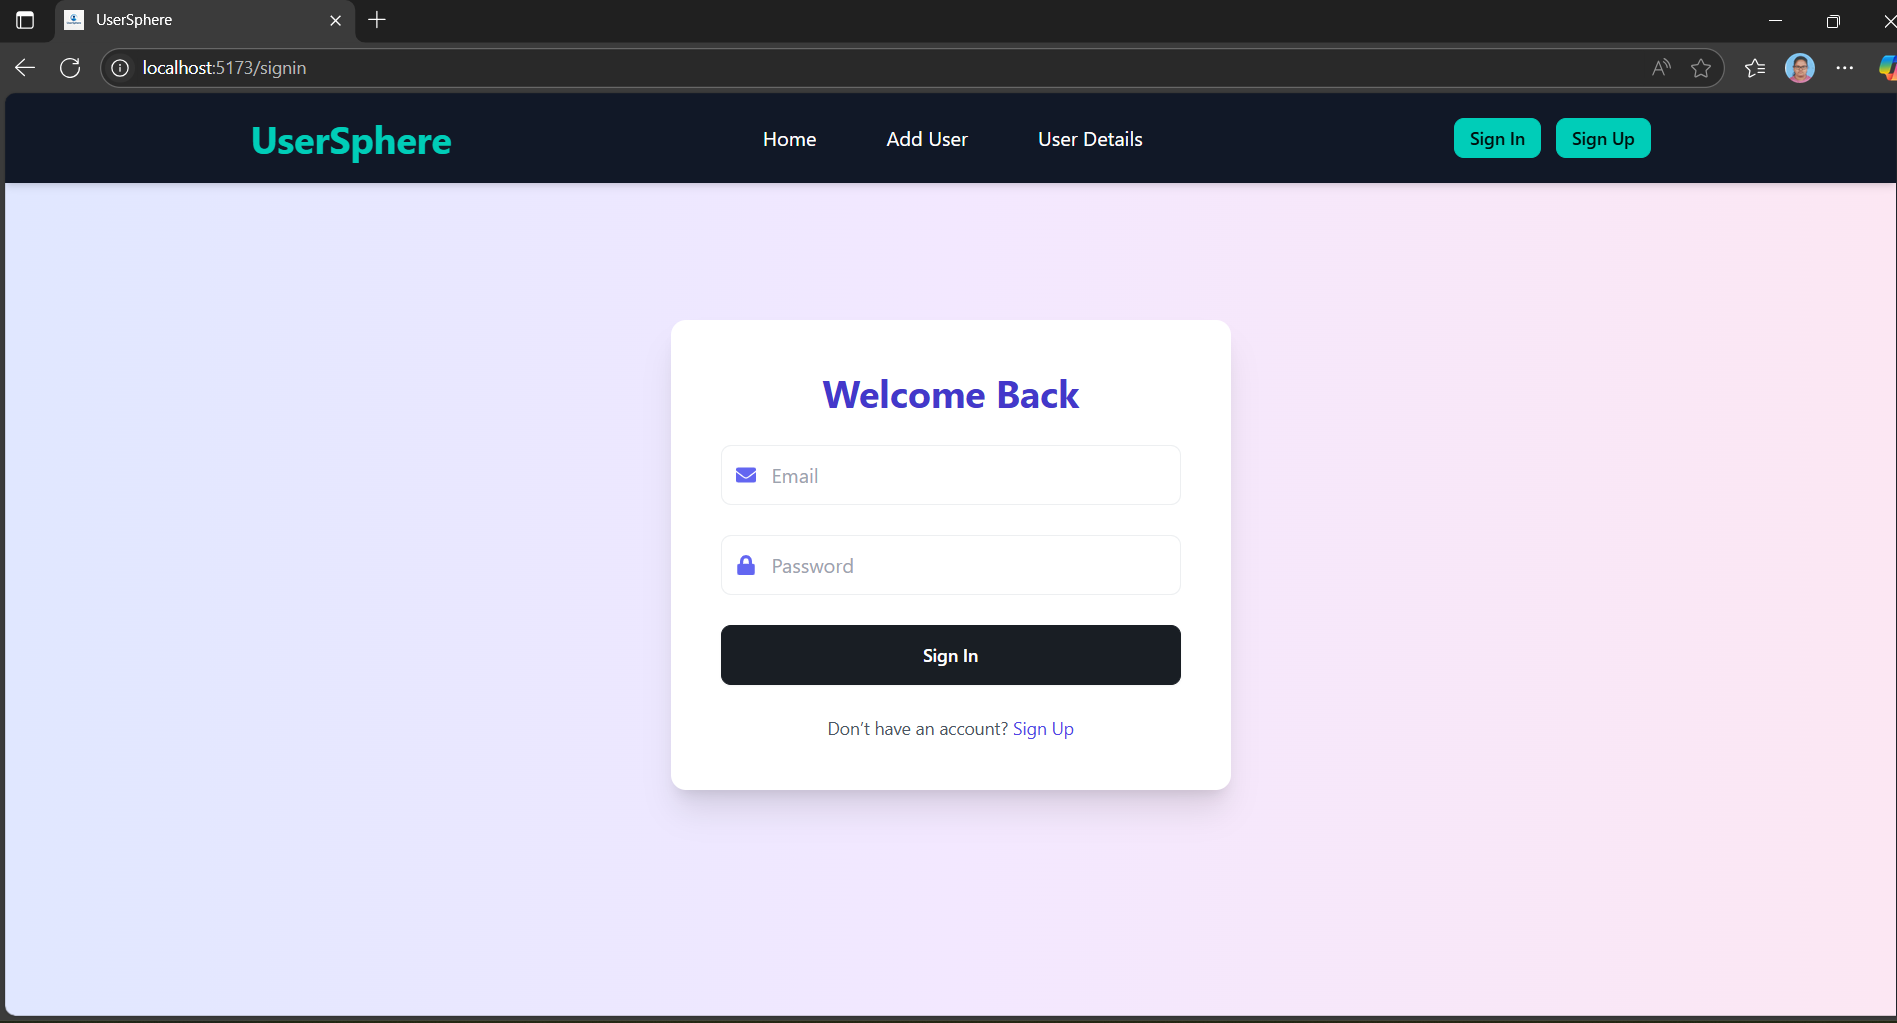 UserSphere
localhost:5173/signin
UserSphere
Home
Add User
User Details
Sign In
Sign Up
Welcome Back
Email
Password
Sign In
Don’t have an account? Sign Up